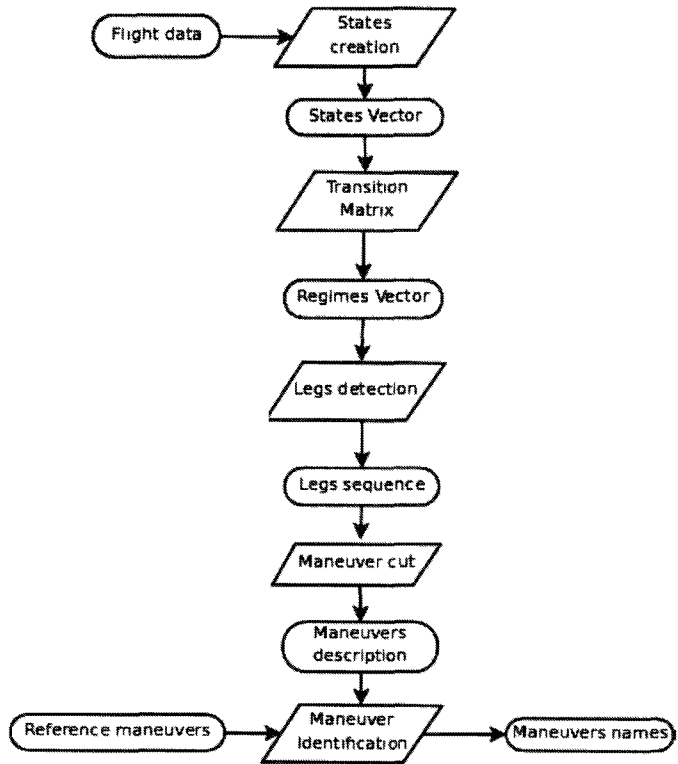 Flight data
States
creation
States Vector
Transition
Matrix
Regimes Vector
Legs detection
Legs sequence
Maneuver cut
Maneuvers
description
Reference maneuvers
Maneuver
Identification
Maneuvers names